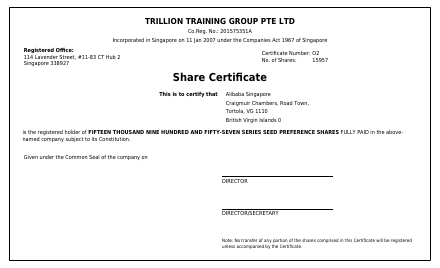 TRILLION TRAINING GROUP PTE LTD
Co.Reg. No.: 201575351A
Incorporated in Singapore on 11 Jan 2007 under the Companies Act 1967 of Singapore
Registered Office:
114 Lavender Street, #11-83 CT Hub 2
Singapore 338927
Certificate Number: O2
No. of Shares: 15957
Share Certificate
This is to certify that Alibaba Singapore
Craigmuir Chambers, Road Town,
Tortola, VG 1110
British Virgin Islands 0
is the registered holder of FIFTEEN THOUSAND NINE HUNDRED AND FIFTY-SEVEN SERIES SEED PREFERENCE SHARES FULLY PAID in the above-
named company subject to its Constitution.
Given under the Common Seal of the company on
DIRECTOR
DIRECTOR/SECRETARY
Note: No transfer of any portion of the shares comprised in this Certificate will be registered
unless accompanied by the Certificate.